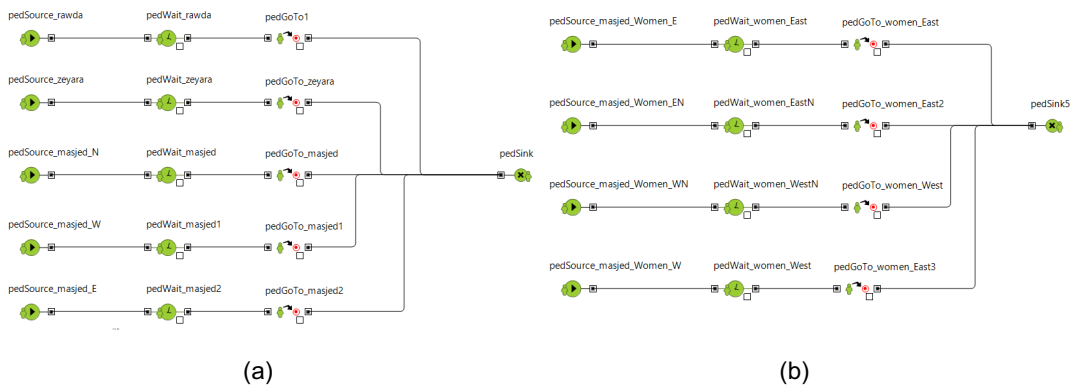 pedSource_rawda pedWait_rawda pedGoTo1
pedSource_zeyara pedWait_zeyara pedGoTo_zeyara
pedSource_masjed_N pedWait_masjed pedGoTo_masjed pedSink
pedSource_masjed_W pedWait_masjed1 pedGoTo_masjed1
pedSource_masjed_E pedWait_masjed2 pedGoTo_masjed2
(a)
pedSource_masjed_Women_E pedWait_women_East pedGoTo_women_East
pedSource_masjed_Women_EN pedWait_women_EastN pedGoTo_women_East2 pedSink5
pedSource_masjed_Women_WN pedWait_women_WestN pedGoTo_women_West
pedSource_masjed_Women_W pedWait_women_West pedGoTo_women_East3
(b)